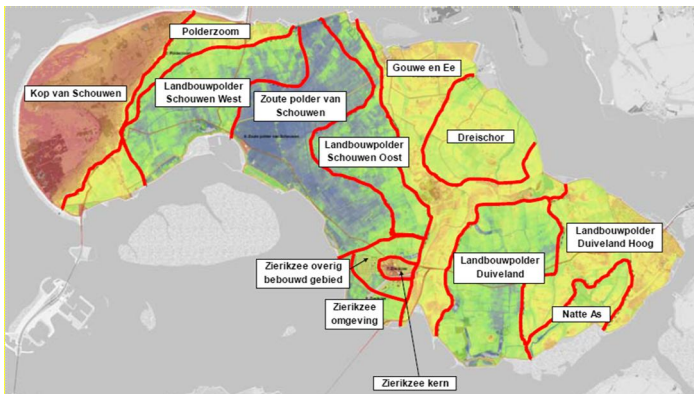 Polderzoom
Kop van Schouwen
Landbouwpolder
Schouwen West
Zoute polder van
Schouwen
Gouwe en Ee
Dreischor
Landbouwpolder
Schouwen Oost
Landbouwpolder
Duiveland Hoog
Landbouwpolder
Duiveland
Zierikzee overig
bebouwd gebied
Zierikzee
omgeving
Natte As
Zierikzee kern